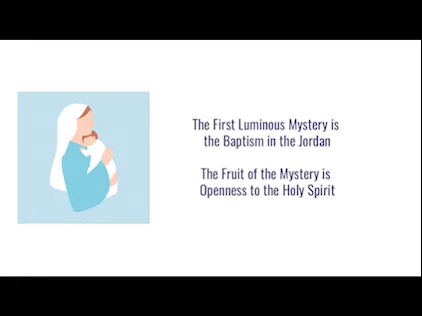 The First Luminous Mystery is
the Baptism in the Jordan
The Fruit of the Mystery is
Openness to the Holy Spirit